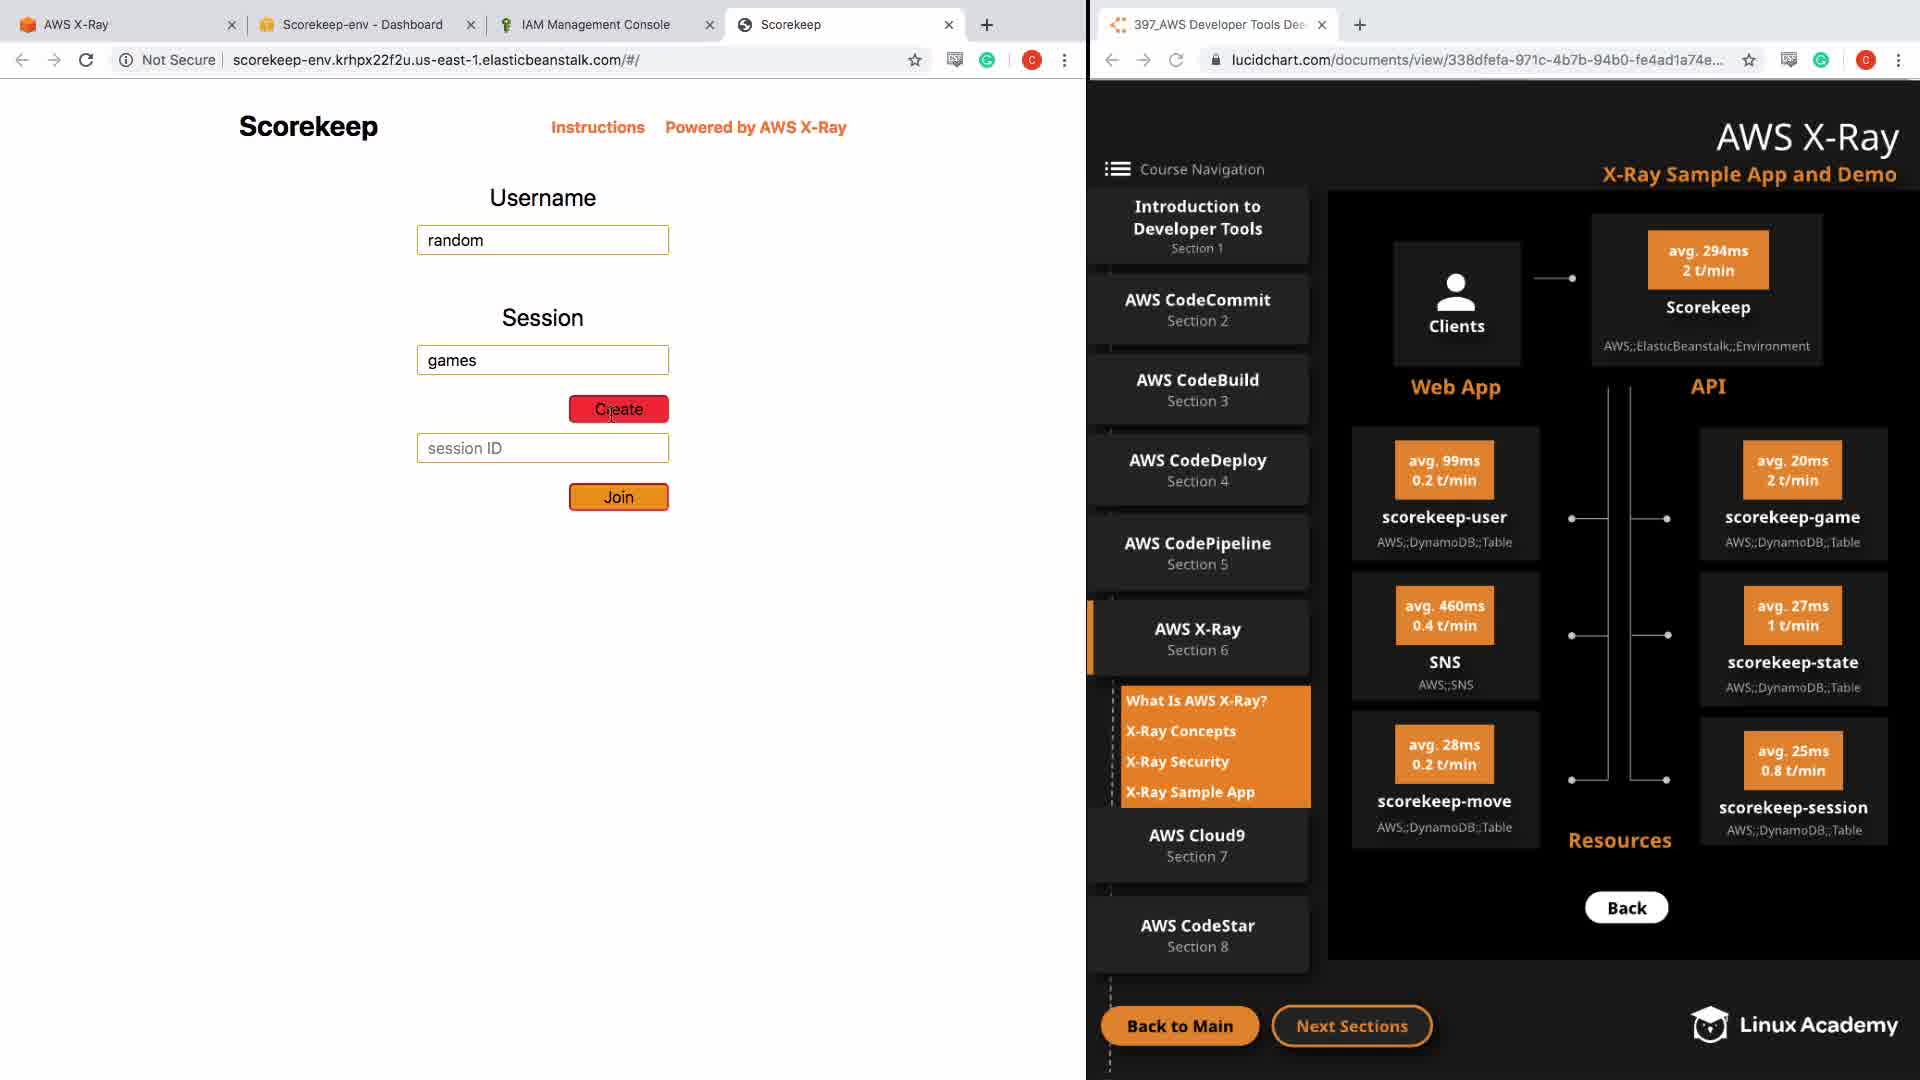 AWS X-Ray
Scorekeep-env - Dashboard
IAM Management Console
Scorekeep
Not Secure
scorekeep-env.krhpx22f2u.us-east-1.elasticbeanstalk.com/#/
C
Scorekeep
Instructions
Powered by AWS X-Ray
Username
random
Session
games
Create
session ID
Join
397_AWS Developer Tools Dee
lucidchart.com/documents/view/338dfefa-971c-4b7b-94b0-fe4ad1a74e...
C
AWS X-Ray
X-Ray Sample App and Demo
Course Navigation
Introduction to
Developer Tools
Section 1
AWS CodeCommit
Section 2
AWS CodeBuild
Section 3
AWS CodeDeploy
Section 4
AWS CodePipeline
Section 5
AWS X-Ray
Section 6
What Is AWS X-Ray?
X-Ray Concepts
X-Ray Security
X-Ray Sample App
AWS Cloud9
Section 7
AWS CodeStar
Section 8
Clients
Web App
avg. 294ms
2 t/min
Scorekeep
AWS;;ElasticBeanstalk;;Environment
API
avg. 99ms
0.2 t/min
scorekeep-user
AWS;;DynamoDB;;Table
avg. 20ms
2 t/min
scorekeep-game
AWS;;DynamoDB;;Table
avg. 460ms
0.4 t/min
SNS
AWS;;SNS
avg. 27ms
1 t/min
scorekeep-state
AWS;;DynamoDB;;Table
avg. 28ms
0.2 t/min
scorekeep-move
AWS;;DynamoDB;;Table
avg. 25ms
0.8 t/min
scorekeep-session
AWS;;DynamoDB;;Table
Resources
Back
Back to Main
Next Sections
Linux Academy